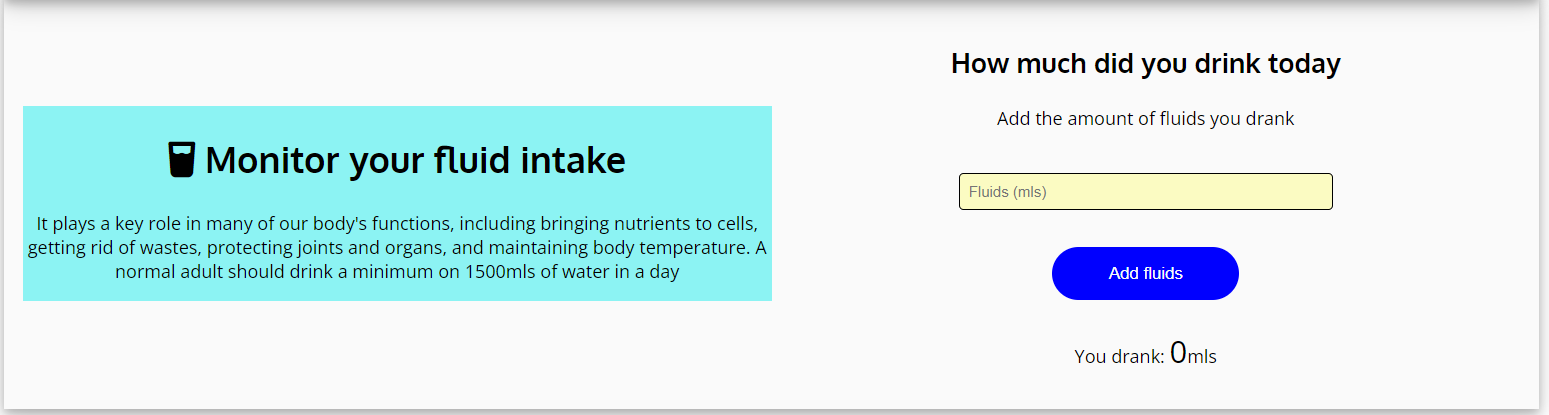 Monitor your fluid intake
It plays a key role in many of our body's functions, including bringing nutrients to cells,
getting rid of wastes, protecting joints and organs, and maintaining body temperature. A
normal adult should drink a minimum on 1500mls of water in a day
How much did you drink today
Add the amount of fluids you drank
Fluids (mls)
Add fluids
You drank: 0mls